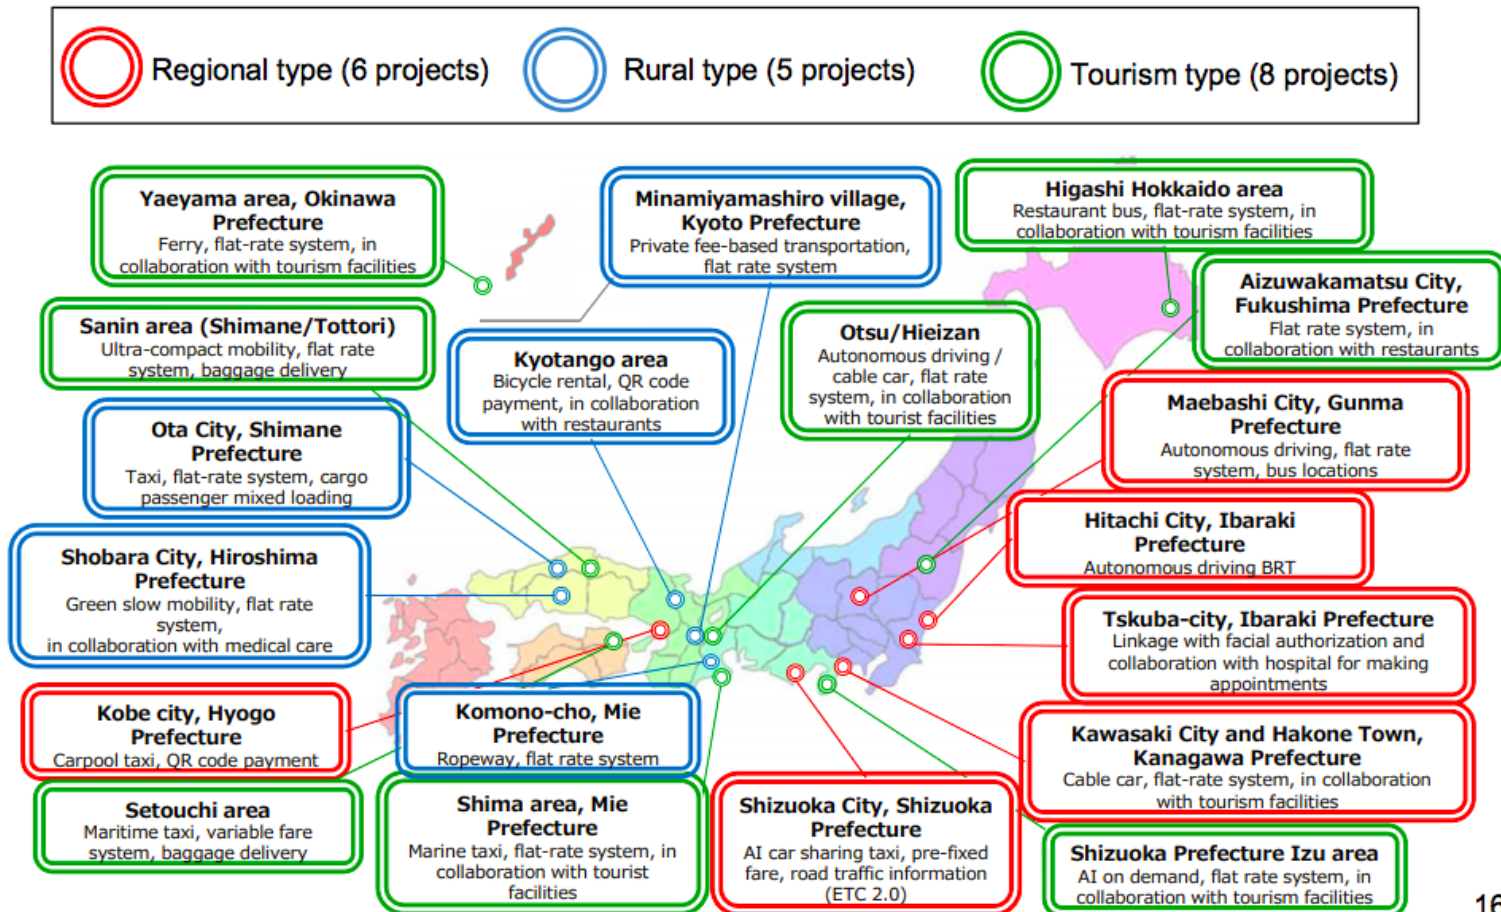 Regional type (6 projects)
Rural type (5 projects)
Tourism type (8 projects)
Yaeyama area, Okinawa
Prefecture
Ferry, flat-rate system, in
collaboration with tourism facilities
Minamiyamashiro village,
Kyoto Prefecture
Private fee-based transportation,
flat rate system
Higashi Hokkaido area
Restaurant bus, flat-rate system, in
collaboration with tourism facilities
Aizuwakamatsu City,
Fukushima Prefecture
Flat rate system, in
collaboration with restaurants
Sanin area (Shimane/Tottori)
Ultra-compact mobility, flat rate
system, baggage delivery
Kyotango area
Bicycle rental, QR code
payment, in collaboration
with restaurants
Otsu/Hieizan
Autonomous driving /
cable car, flat rate
system, in collaboration
with tourist facilities
Maebashi City, Gunma
Prefecture
Autonomous driving, flat rate
system, bus locations
Ota City, Shimane
Prefecture
Taxi, flat-rate system, cargo
passenger mixed loading
Hitachi City, Ibaraki
Prefecture
Autonomous driving BRT
Shobara City, Hiroshima
Prefecture
Green slow mobility, flat rate
system,
in collaboration with medical care
Tskuba-city, Ibaraki Prefecture
Linkage with facial authorization and
collaboration with hospital for making
appointments
Kobe city, Hyogo
Prefecture
Carpool taxi, QR code payment
Komono-cho, Mie
Prefecture
Ropeway, flat rate system
Kawasaki City and Hakone Town,
Kanagawa Prefecture
Cable car, flat-rate system, in collaboration
with tourism facilities
Setouchi area
Maritime taxi, variable fare
system, baggage delivery
Shima area, Mie
Prefecture
Marine taxi, flat-rate system, in
collaboration with tourist
facilities
Shizuoka City, Shizuoka
Prefecture
AI car sharing taxi, pre-fixed
fare, road traffic information
(ETC 2.0)
Shizuoka Prefecture Izu area
AI on demand, flat rate system, in
collaboration with tourism facilities
16